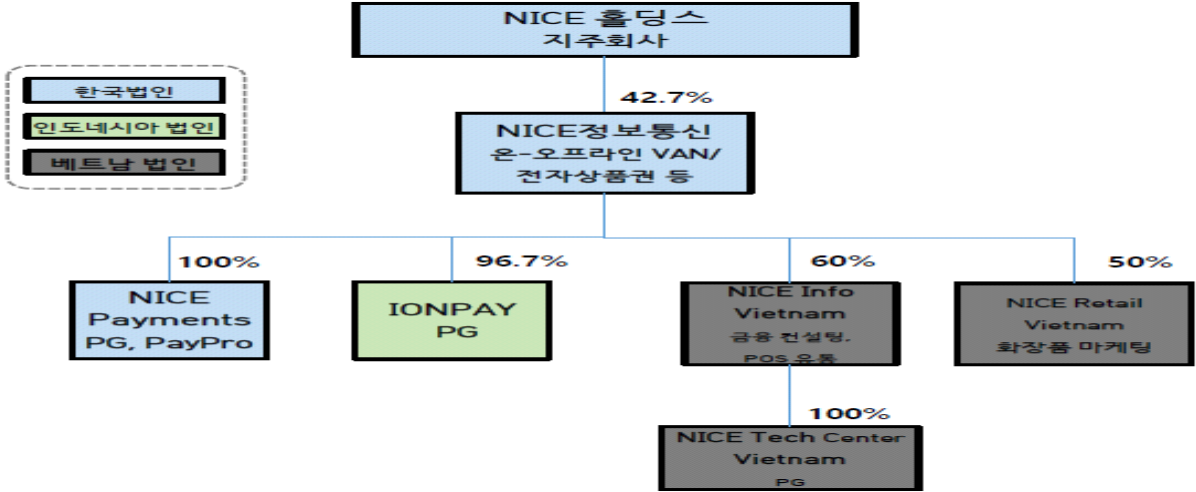 NICE 홀딩스
지주회사
한국법인
인도네시아 법인
베트남 법인
42.7%
NICE정보통신
온-오프라인 VAN/
전자상품권 등
100%
96.7%
60%
50%
NICE
Payments
PG, PayPro
IONPAY
PG
NICE Info
Vietnam
금융 컨설팅,
POS 유통
NICE Retail
Vietnam
화장품 마케팅
100%
NICE Tech Center
Vietnam
PG